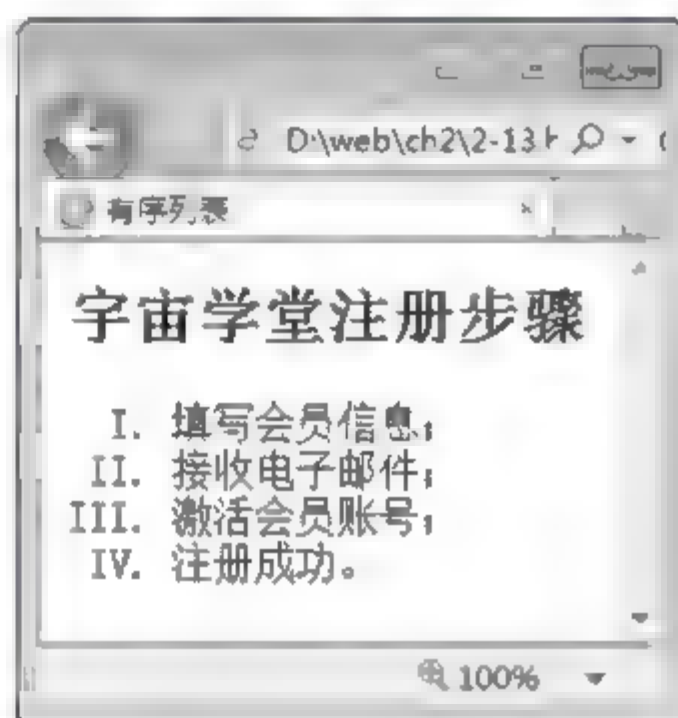 D:\web\ch2\2-13
有序列表
宇宙学堂注册步骤
I. 填写会员信息；
II. 接收电子邮件；
III. 激活会员账号；
IV. 注册成功。
100%